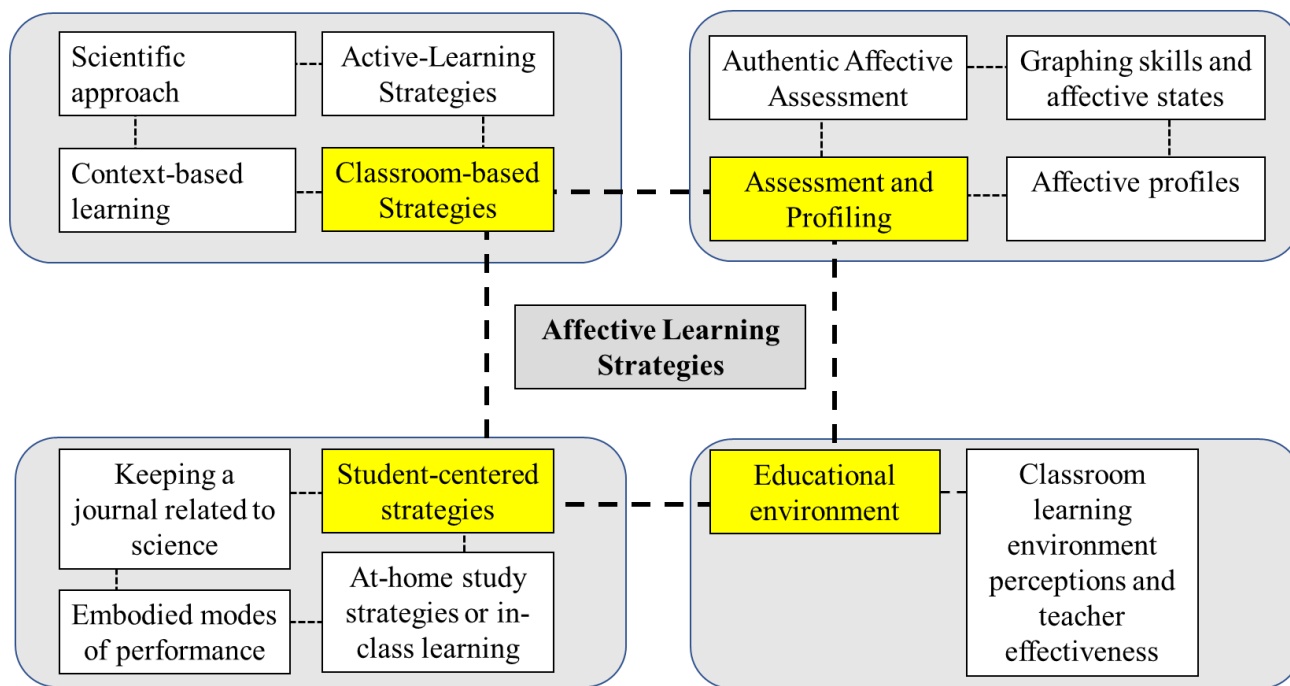 Scientific
approach
Active-Learning
Strategies
Context-based
learning
Classroom-based
Strategies
Authentic Affective
Assessment
Graphing skills and
affective states
Assessment and
Profiling
Affective profiles
Affective Learning
Strategies
Keeping a
journal related to
science
Student-centered
strategies
Embodied modes
of performance
At-home study
strategies or in-
class learning
Educational
environment
Classroom
learning
environment
perceptions and
teacher
effectiveness